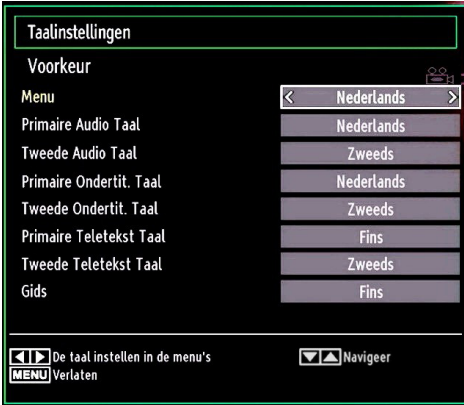 Taalinstellingen
Voorkeur
Menu < Nederlands >
Primaire Audio Taal Nederlands
Tweede Audio Taal Zweeds
Primaire Ondertit. Taal Nederlands
Tweede Ondertit. Taal Zweeds
Primaire Teletekst Taal Fins
Tweede Teletekst Taal Zweeds
Gids Fins
De taal instellen in de menu's Navigeer
MENU Verlaten